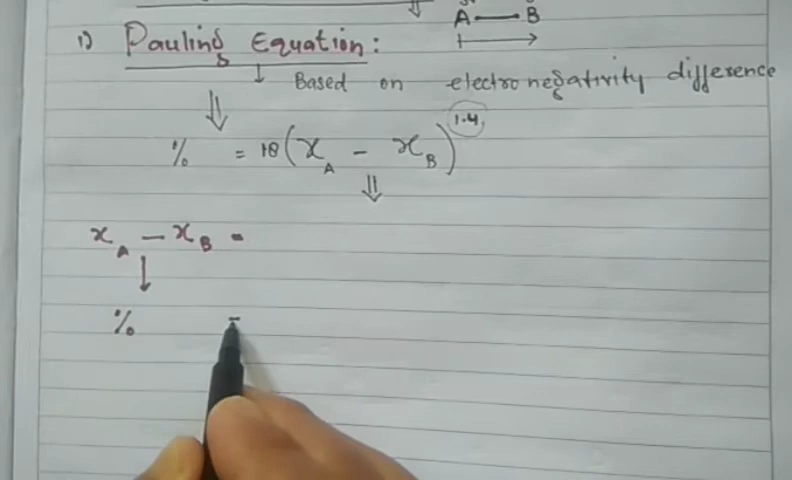 A — B
1) Pauling Equation :
Based on electronegativity difference
% = 18 (x_A - x_B)^1.4
x_A - x_B =
% =